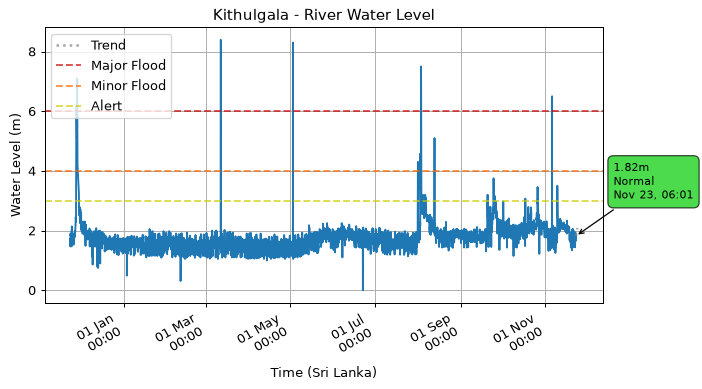 Kithulgala - River Water Level
Trend
Major Flood
Minor Flood
Alert
Water Level (m)
8
6
4
2
0
1.82m
Normal
Nov 23, 06:01
01 Jan
00:00
01 Mar
00:00
01 May
00:00
01 Jul
00:00
01 Sep
00:00
01 Nov
00:00
Time (Sri Lanka)